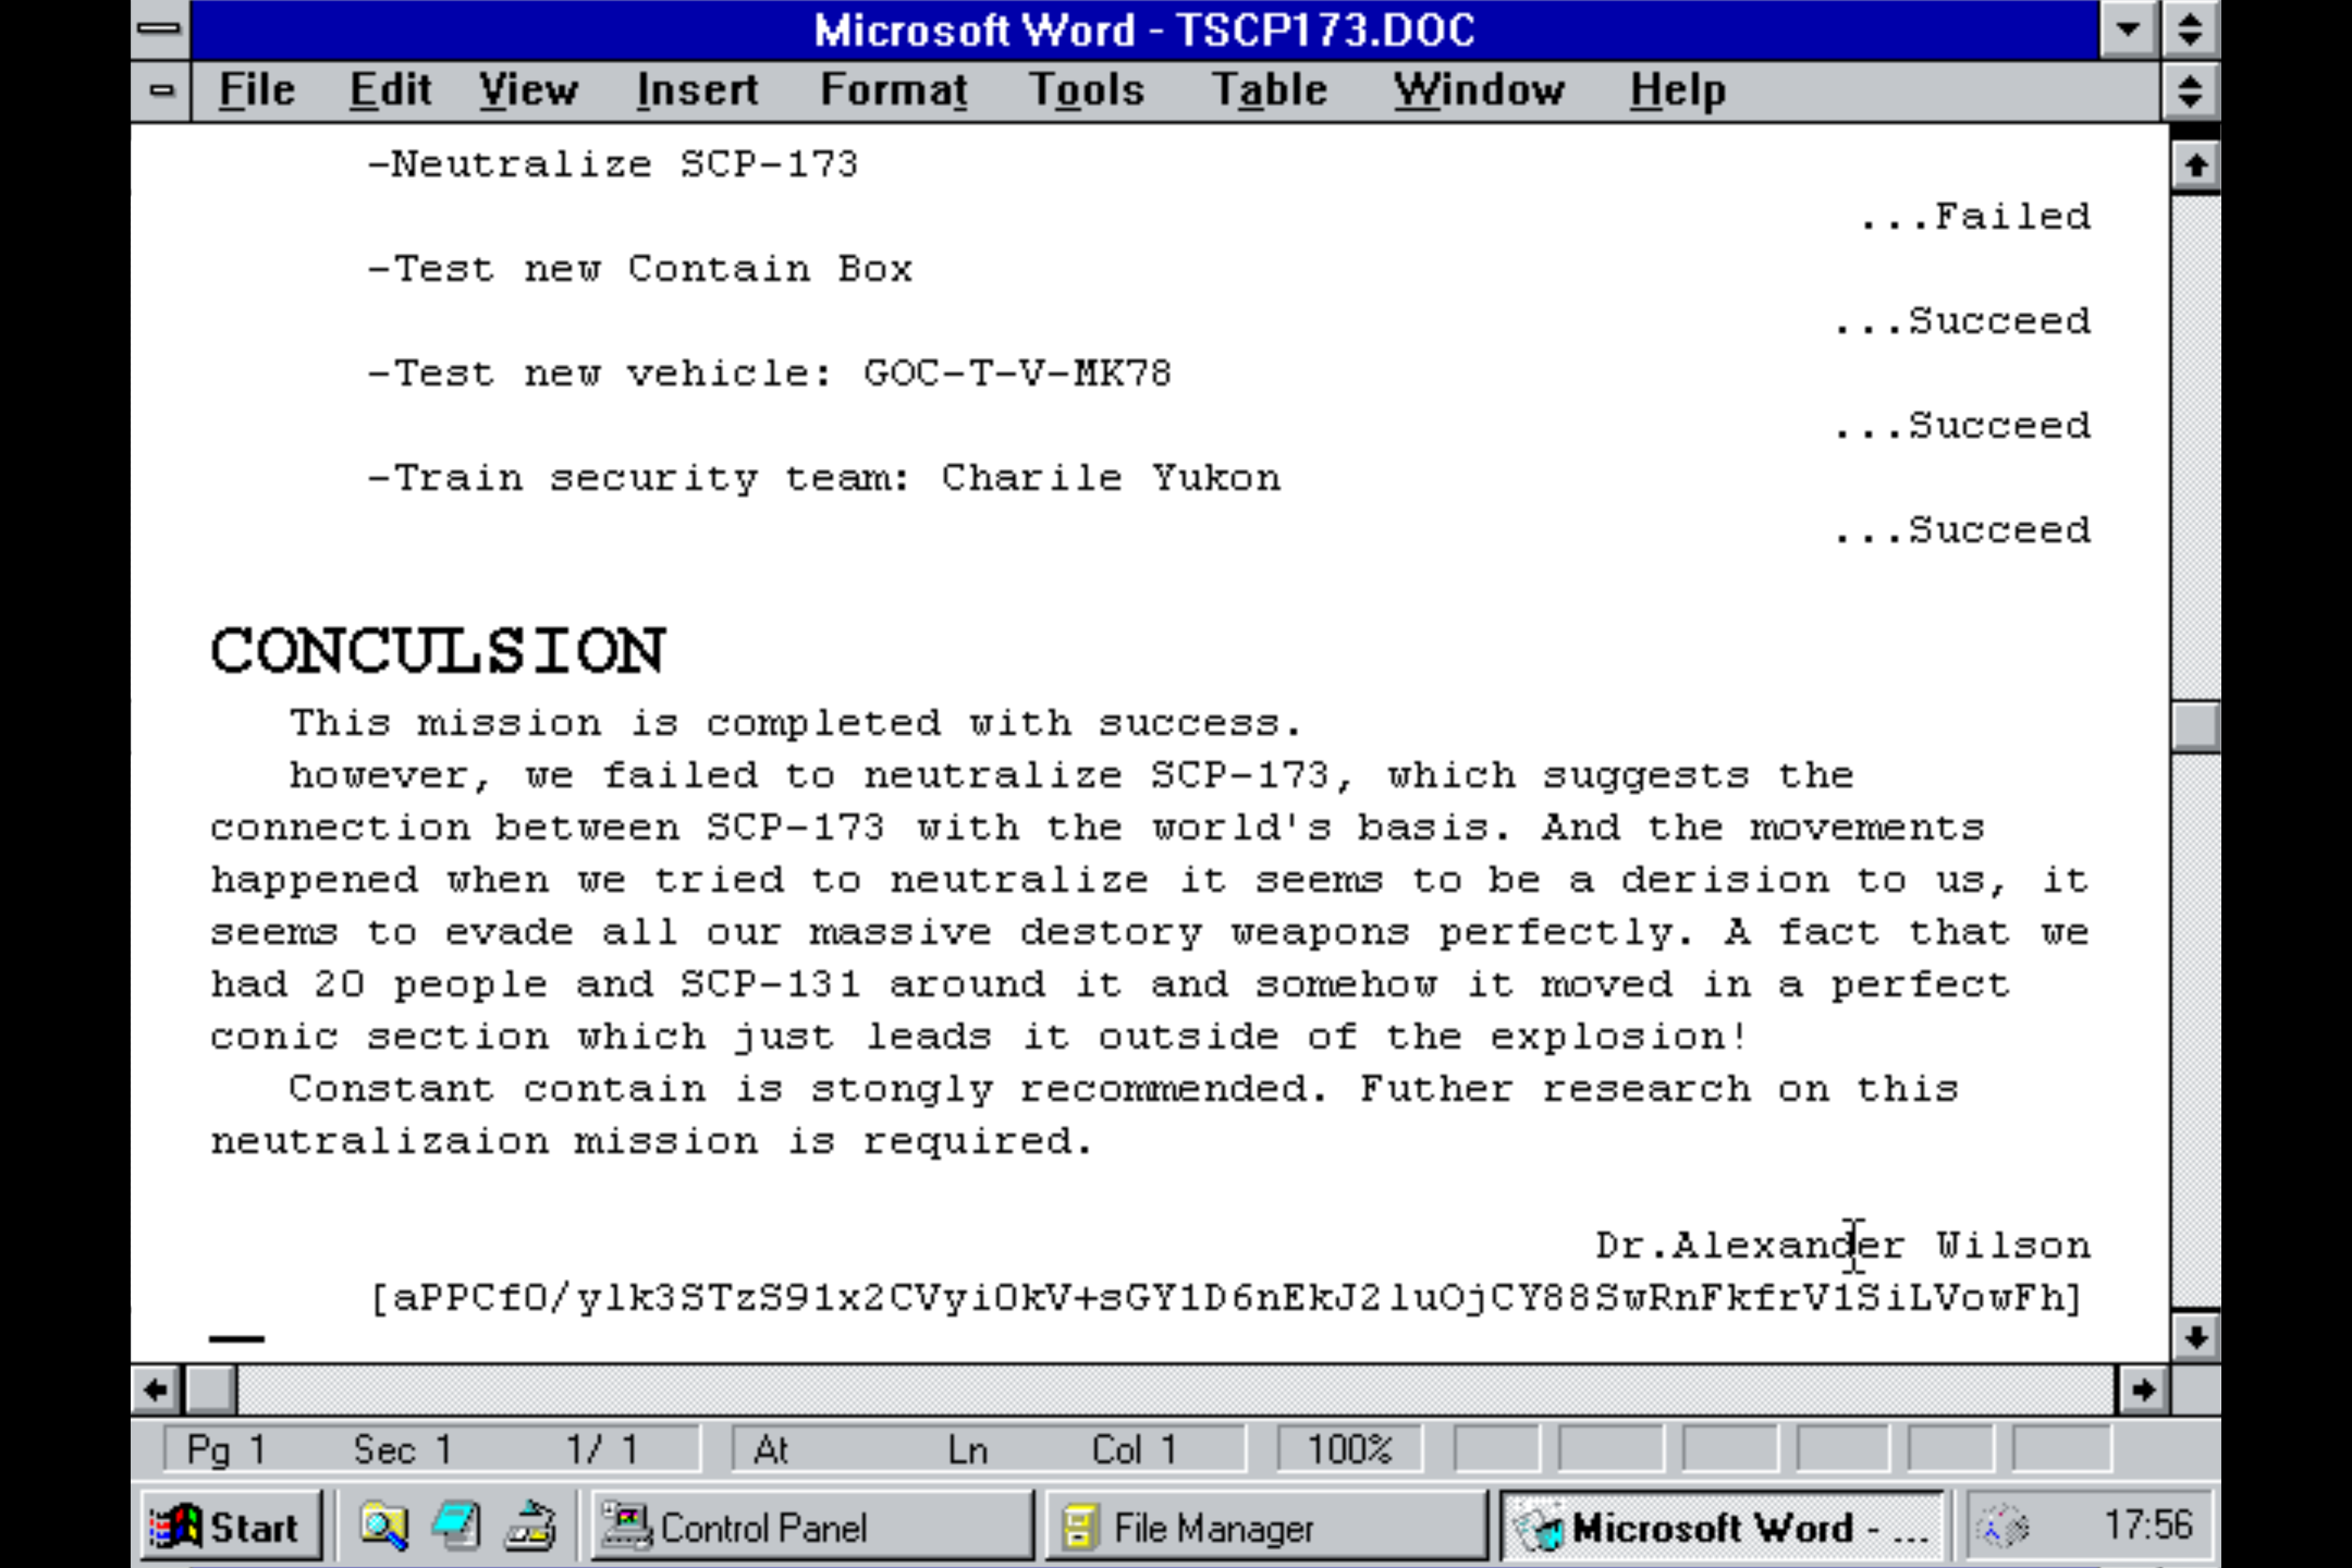 Microsoft Word - TSCP173.DOC
File Edit View Insert Format Tools Table Window Help
-Neutralize SCP-173
...Failed
-Test new Contain Box
...Succeed
-Test new vehicle: GOC-T-V-MK78
...Succeed
-Train security team: Charile Yukon
...Succeed
CONCULSION
This mission is completed with success.
however, we failed to neutralize SCP-173, which suggests the
connection between SCP-173 with the world's basis. And the movements
happened when we tried to neutralize it seems to be a derision to us, it
seems to evade all our massive destory weapons perfectly. A fact that we
had 20 people and SCP-131 around it and somehow it moved in a perfect
conic section which just leads it outside of the explosion!
Constant contain is stongly recommended. Futher research on this
neutralizaion mission is required.
Dr.Alexander Wilson
[aPPCfO/ylk3STzS91x2CVyiOkV+sGY1D6nEkJ2luOjCY88SwRnFkfrV1SiLVowFh]
Pg 1 Sec 1 1/ 1 At Ln Col 1 100%
Start Control Panel File Manager Microsoft Word - ... 17:56